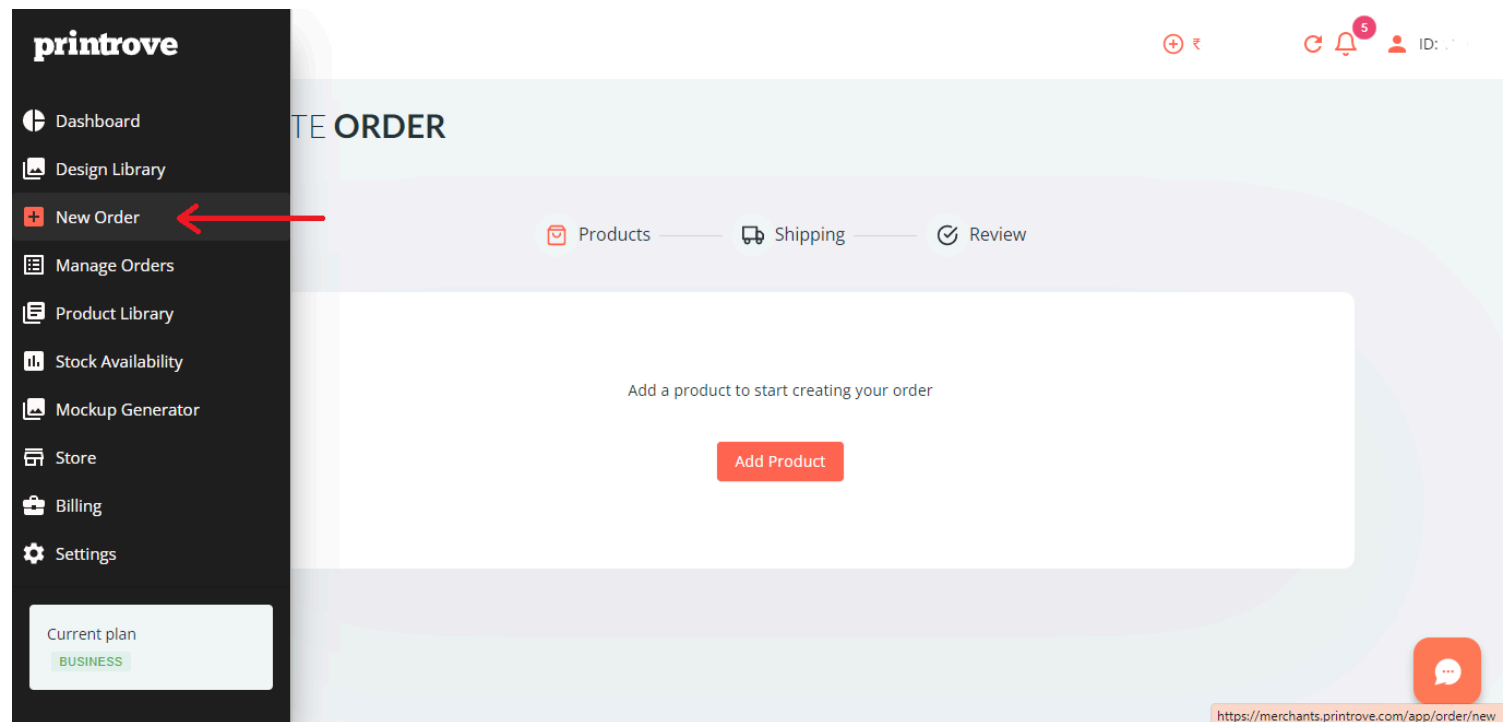 printrove
₹
5
ID:
Dashboard
TE ORDER
Design Library
New Order
Products
Shipping
Review
Manage Orders
Product Library
Stock Availability
Add a product to start creating your order
Mockup Generator
Store
Add Product
Billing
Settings
Current plan
BUSINESS
https://merchants.printrove.com/app/order/new